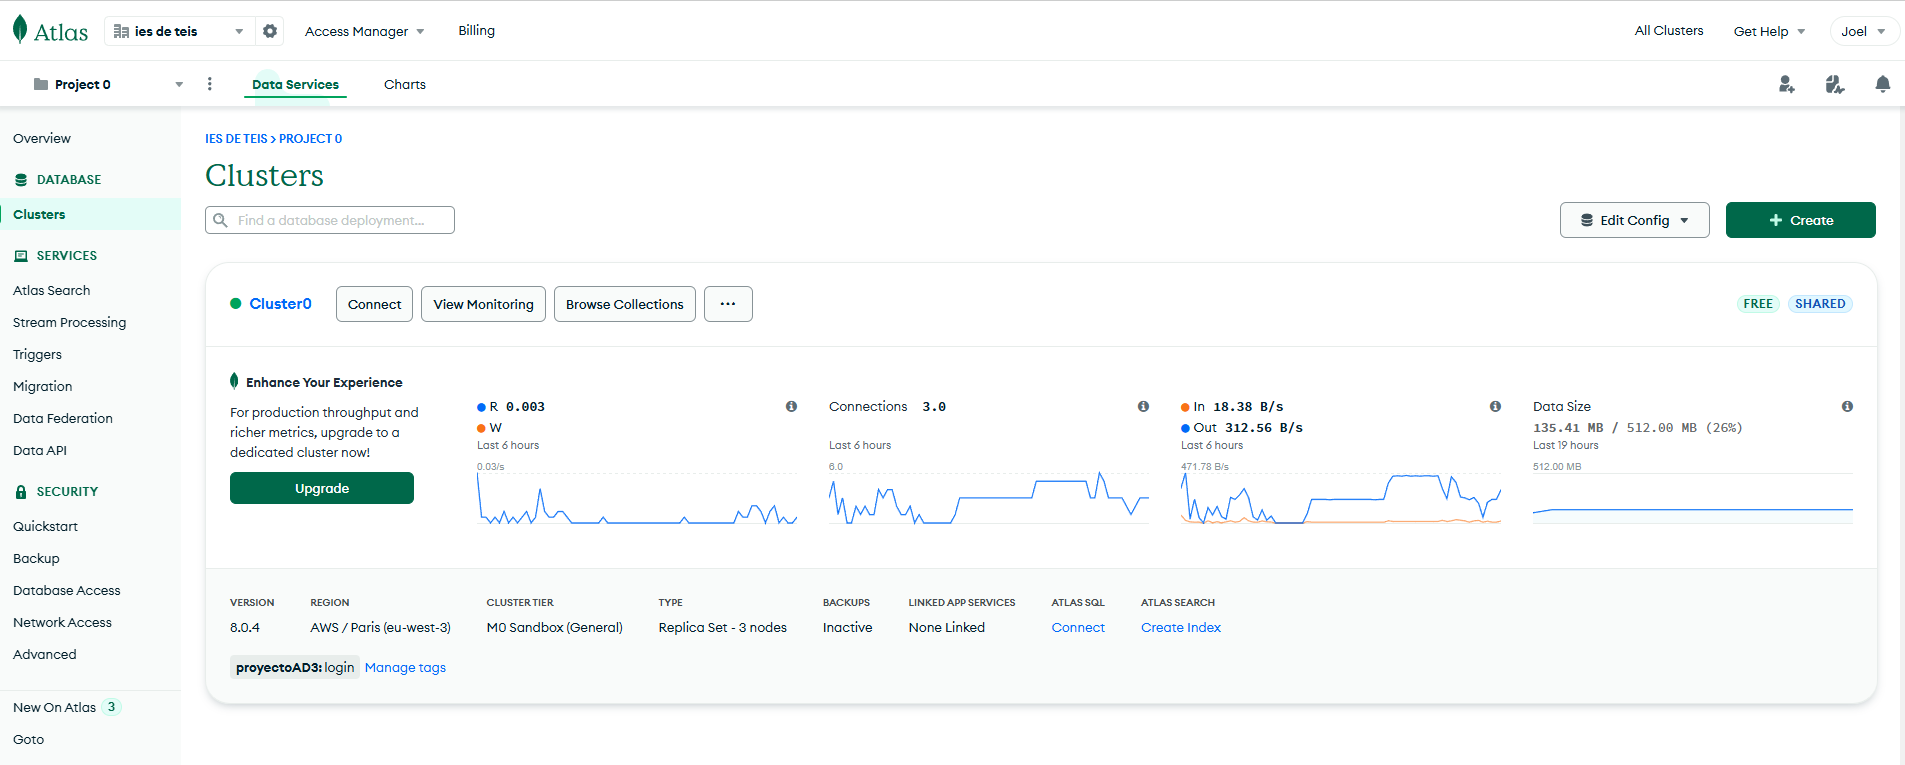 Atlas
ies de teis
Access Manager
Billing
All Clusters
Get Help
Joel
Project 0
Data Services
Charts
Overview
DATABASE
Clusters
SERVICES
Atlas Search
Stream Processing
Triggers
Migration
Data Federation
Data API
SECURITY
Quickstart
Backup
Database Access
Network Access
Advanced
New On Atlas 3
Goto
IES DE TEIS > PROJECT 0
Clusters
Find a database deployment...
Edit Config
+ Create
Cluster0
Connect
View Monitoring
Browse Collections
...
FREE
SHARED
Enhance Your Experience
For production throughput and
richer metrics, upgrade to a
dedicated cluster now!
Upgrade
R 0.003
W
Last 6 hours
0.03/s
Connections 3.0
Last 6 hours
6.0
In 18.38 B/s
Out 312.56 B/s
Last 6 hours
471.78 B/s
Data Size
135.41 MB / 512.00 MB (26%)
Last 19 hours
512.00 MB
VERSION
8.0.4
REGION
AWS / Paris (eu-west-3)
CLUSTER TIER
M0 Sandbox (General)
TYPE
Replica Set - 3 nodes
BACKUPS
Inactive
LINKED APP SERVICES
None Linked
ATLAS SQL
Connect
ATLAS SEARCH
Create Index
proyectoAD3: login
Manage tags